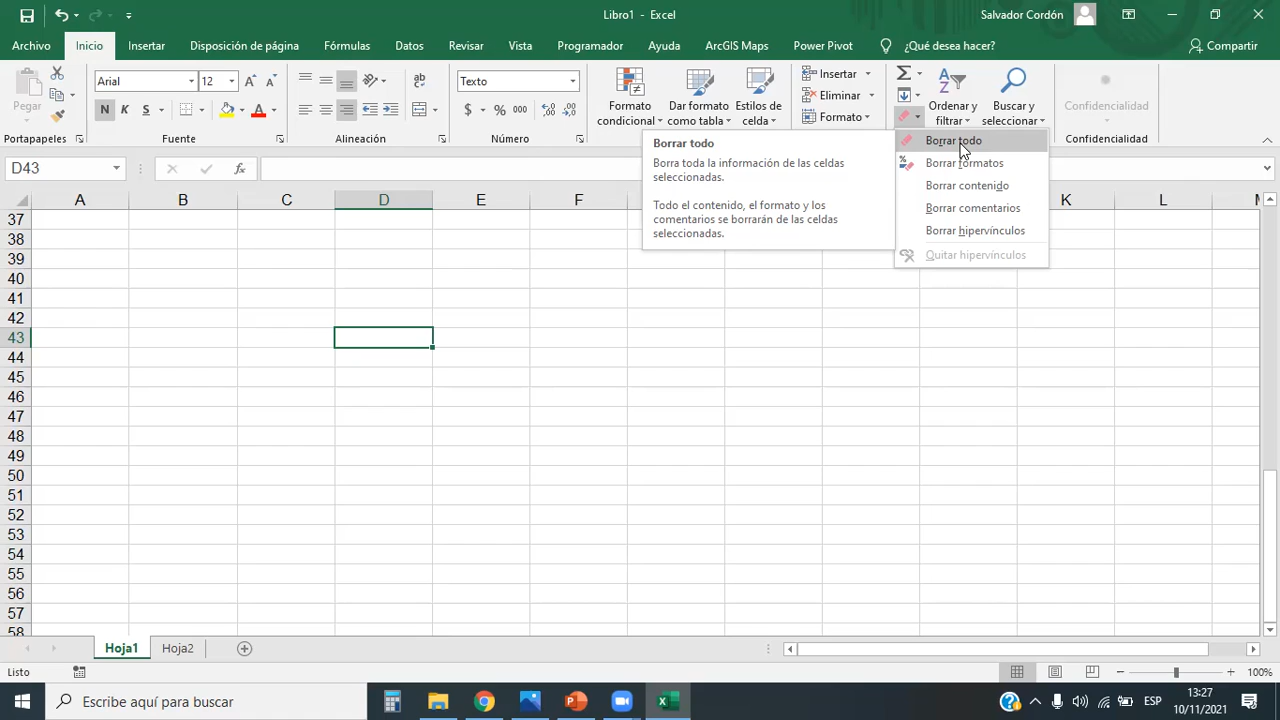 Libro1 - Excel
Salvador Cordón
Archivo Inicio Insertar Disposición de página Fórmulas Datos Revisar Vista Programador Ayuda ArcGIS Maps Power Pivot ¿Qué desea hacer? Compartir
Pegar
Arial 12
N K S
Texto
$ % 000
Formato condicional
Dar formato como tabla
Estilos de celda
Insertar
Eliminar
Formato
Ordenar y filtrar
Buscar y seleccionar
Confidencialidad
Portapapeles Fuente Alineación Confidencialidad
Borrar todo
Borra toda la información de las celdas
seleccionadas.
Todo el contenido, el formato y los
comentarios se borrarán de las celdas
seleccionadas.
Borrar todo
Borrar formatos
Borrar contenido
Borrar comentarios
Borrar hipervínculos
Quitar hipervínculos
D43
fx
A B C D E F K L
37
38
39
40
41
42
43
44
45
46
47
48
49
50
51
52
53
54
55
56
57
58
Hoja1 Hoja2
Listo
100%
Escribe aquí para buscar
ESP
13:27
10/11/2021